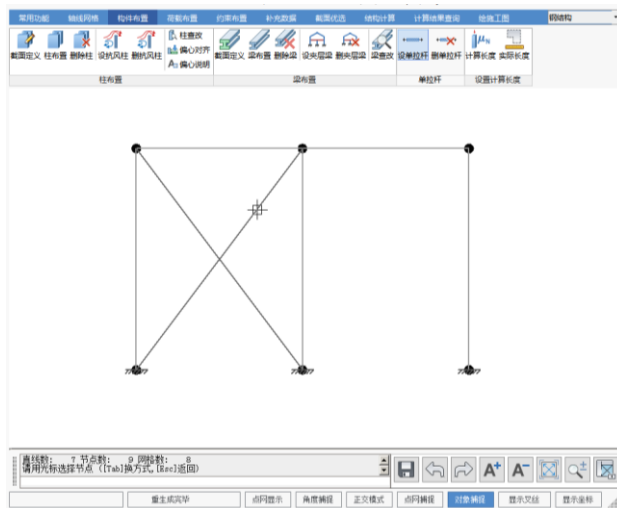 常用功能 轴线网格 构件布置 荷载布置 约束布置 补充数据 截面优选 结构计算 计算结果查询 绘施工图 钢结构
柱查改
偏心对齐
偏心说明
截面定义 柱布置 删除柱 设抗风柱 删抗风柱 截面定义 梁布置 删除梁 设夹层梁 删夹层梁 梁查改 设单拉杆 删单拉杆 计算长度 实际长度
柱布置 梁布置 单拉杆 设置计算长度
直线数: 7 节点数: 9 网格数: 8
请用光标选择节点 ([Tab]换方式,[Esc]返回)
重生成完毕 点网显示 角度捕捉 正交模式 点网捕捉 对象捕捉 显示叉丝 显示坐标